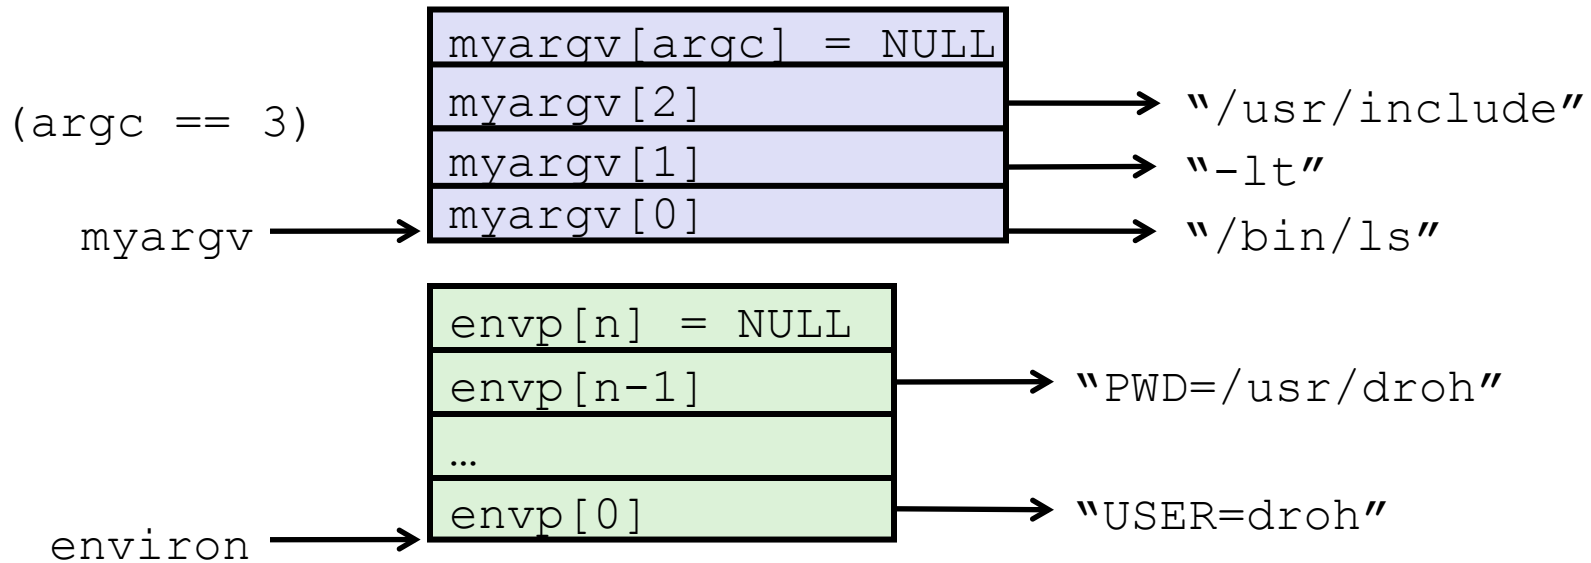 myargv[argc] = NULL
(argc == 3)
myargv[2]
“/usr/include”
myargv[1]
“-lt”
myargv
myargv[0]
“/bin/ls”
envp[n] = NULL
envp[n-1]
“PWD=/usr/droh”
…
environ
envp[0]
“USER=droh”